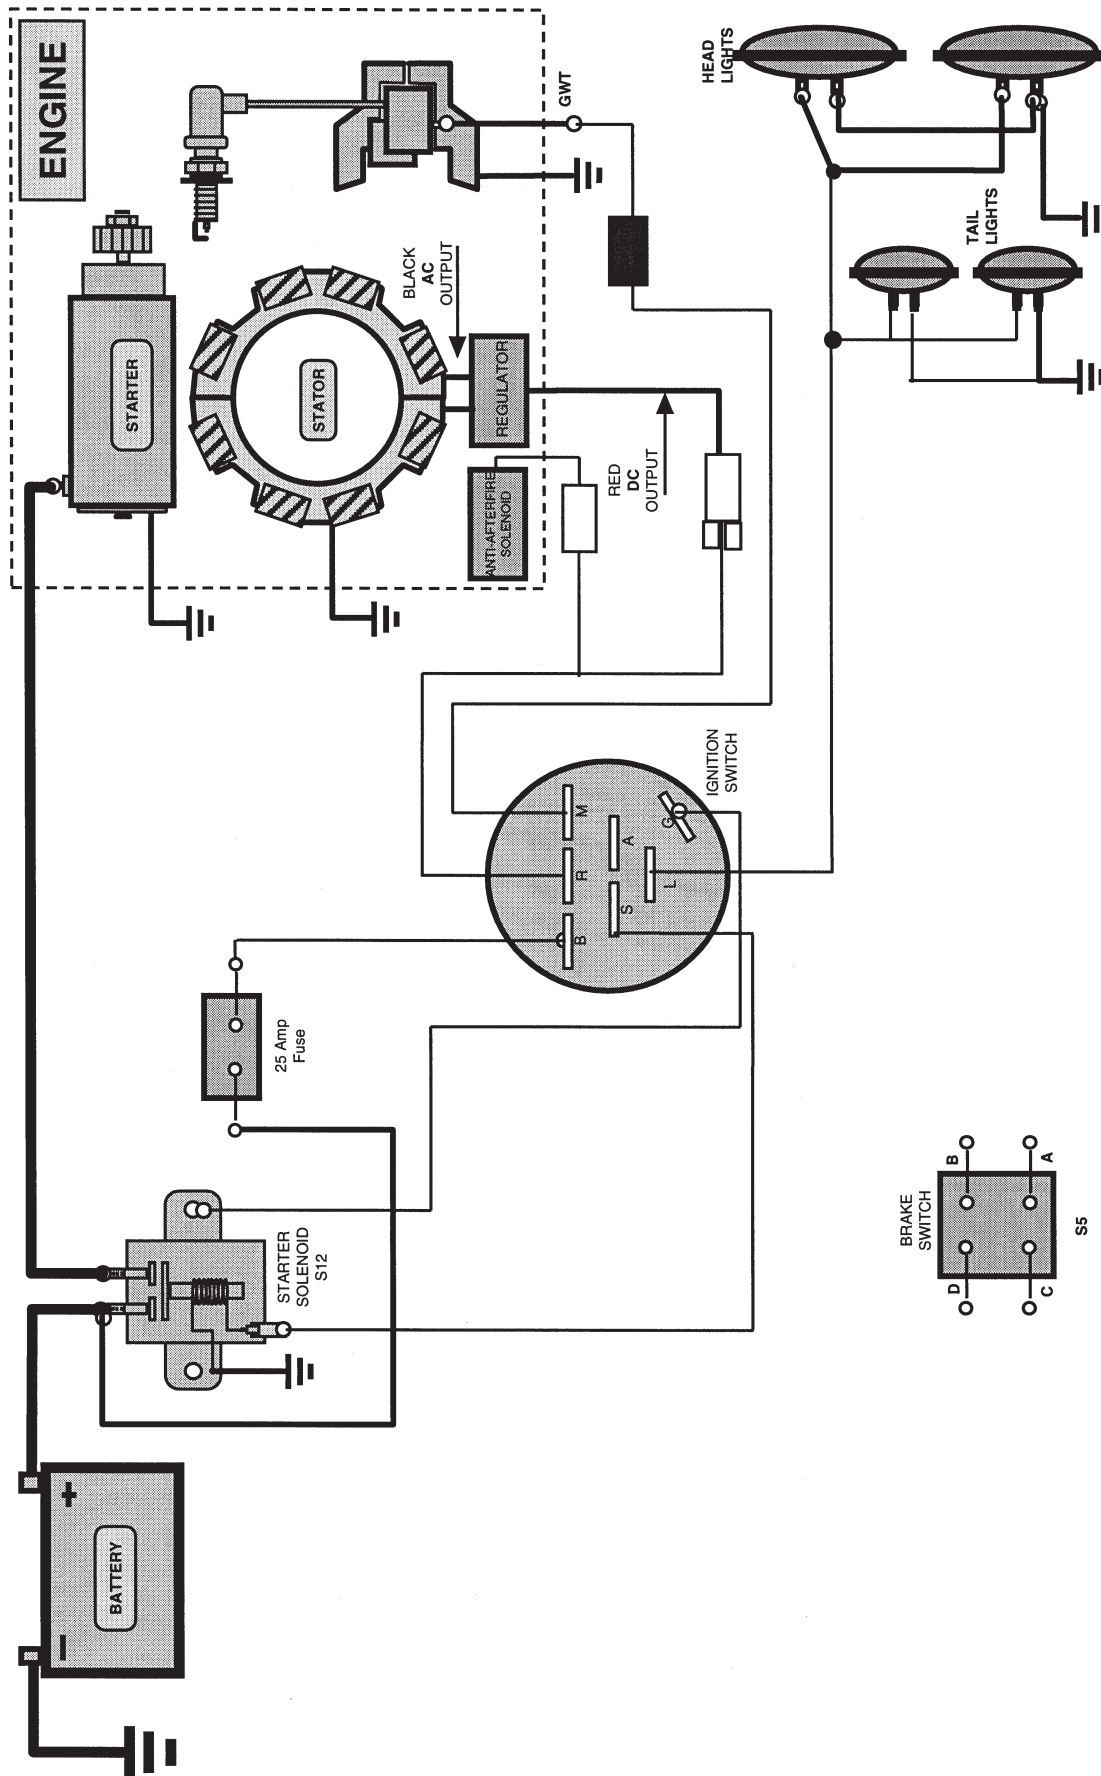 ENGINE
STARTER
STATOR
BLACK
AC
OUTPUT
REGULATOR
ANTI-AFTERFIRE
SOLENOID
GWT
RED
DC
OUTPUT
HEAD
LIGHTS
TAIL
LIGHTS
IGNITION
SWITCH
M
R
B
A
S
L
G
25 Amp
Fuse
STARTER
SOLENOID
S12
BATTERY
+
–
BRAKE
SWITCH
B
A
D
C
S5